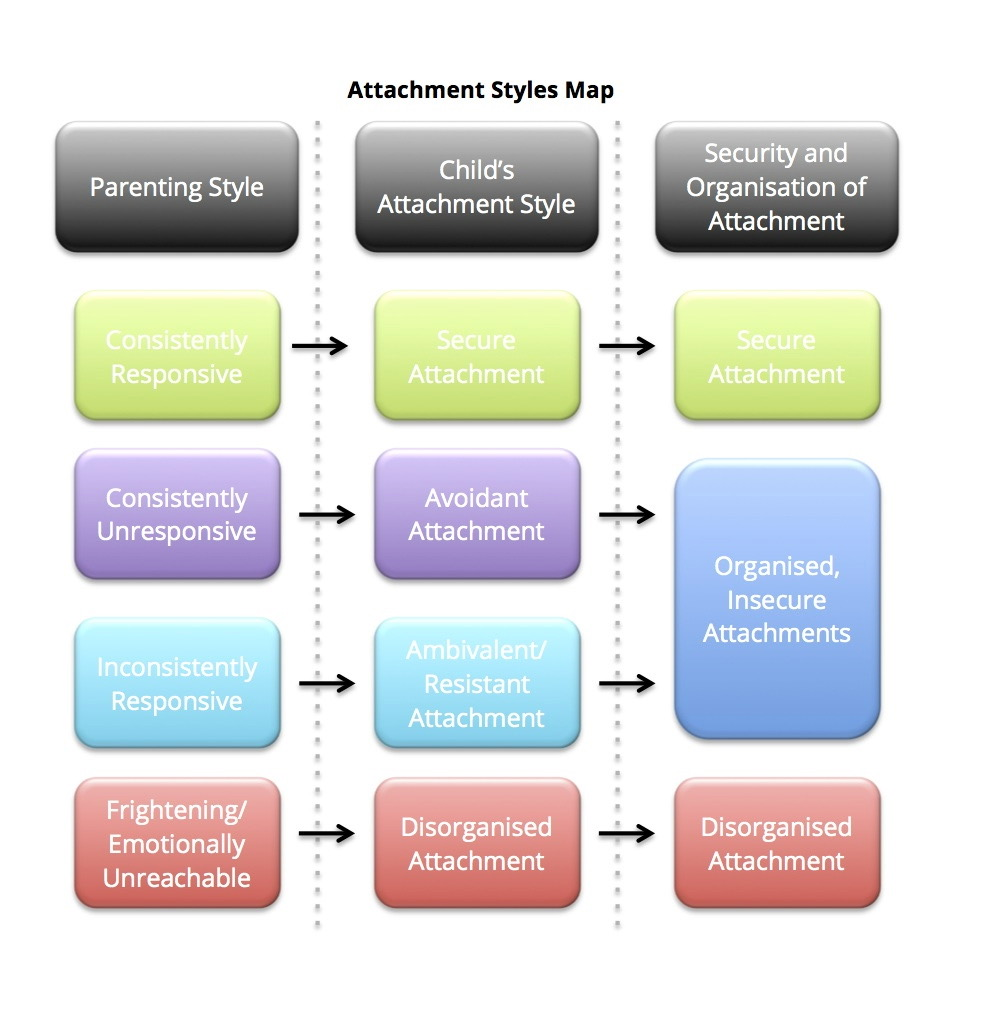 Attachment Styles Map
Parenting Style
Child’s
Attachment Style
Security and
Organisation of
Attachment
Consistently
Responsive
Secure
Attachment
Secure
Attachment
Consistently
Unresponsive
Avoidant
Attachment
Organised,
Insecure
Attachments
Inconsistently
Responsive
Ambivalent/
Resistant
Attachment
Frightening/
Emotionally
Unreachable
Disorganised
Attachment
Disorganised
Attachment